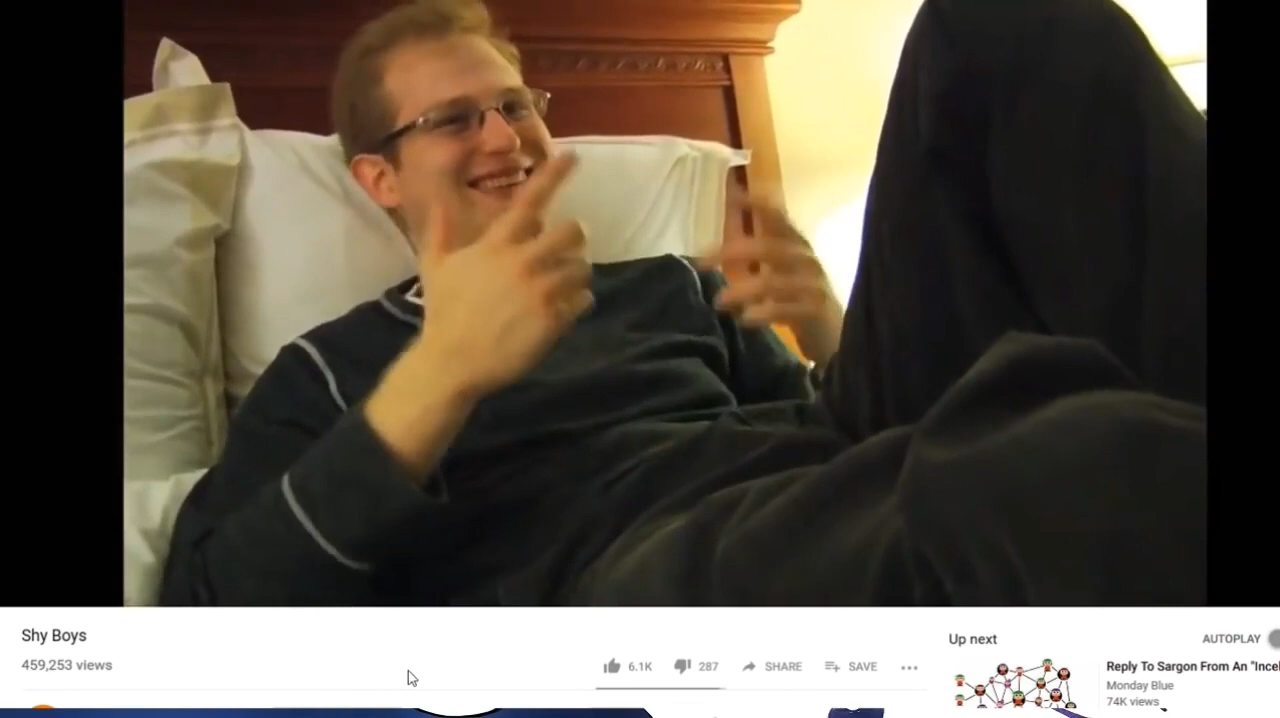 Shy Boys
459,253 views
6.1K 287 SHARE SAVE
Up next AUTOPLAY
Reply To Sargon From An "Incel
Monday Blue
74K views